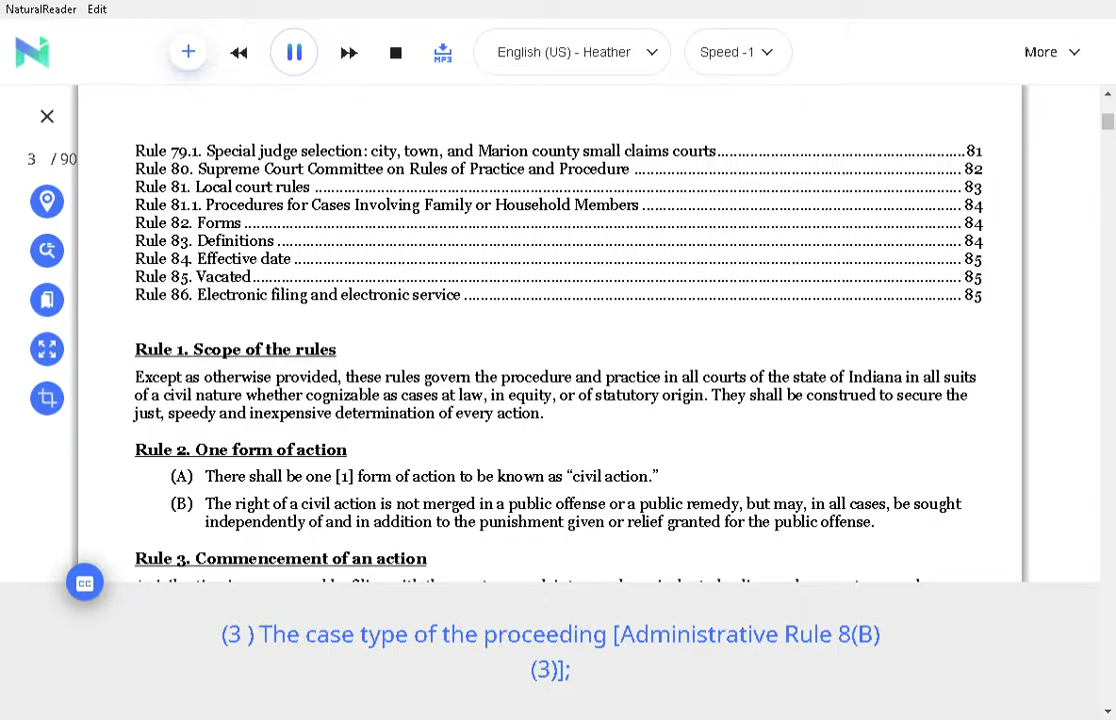 NaturalReader Edit
MP3
English (US) - Heather
Speed -1
More
3 / 90
Rule 79.1. Special judge selection: city, town, and Marion county small claims courts..........81
Rule 80. Supreme Court Committee on Rules of Practice and Procedure ..........82
Rule 81. Local court rules ..........83
Rule 81.1. Procedures for Cases Involving Family or Household Members ..........84
Rule 82. Forms ..........84
Rule 83. Definitions ..........84
Rule 84. Effective date ..........85
Rule 85. Vacated..........85
Rule 86. Electronic filing and electronic service ..........85
Rule 1. Scope of the rules
Except as otherwise provided, these rules govern the procedure and practice in all courts of the state of Indiana in all suits
of a civil nature whether cognizable as cases at law, in equity, or of statutory origin. They shall be construed to secure the
just, speedy and inexpensive determination of every action.
Rule 2. One form of action
(A) There shall be one [1] form of action to be known as “civil action.”
(B) The right of a civil action is not merged in a public offense or a public remedy, but may, in all cases, be sought
independently of and in addition to the punishment given or relief granted for the public offense.
Rule 3. Commencement of an action
CC
(3 ) The case type of the proceeding [Administrative Rule 8(B)
(3)];